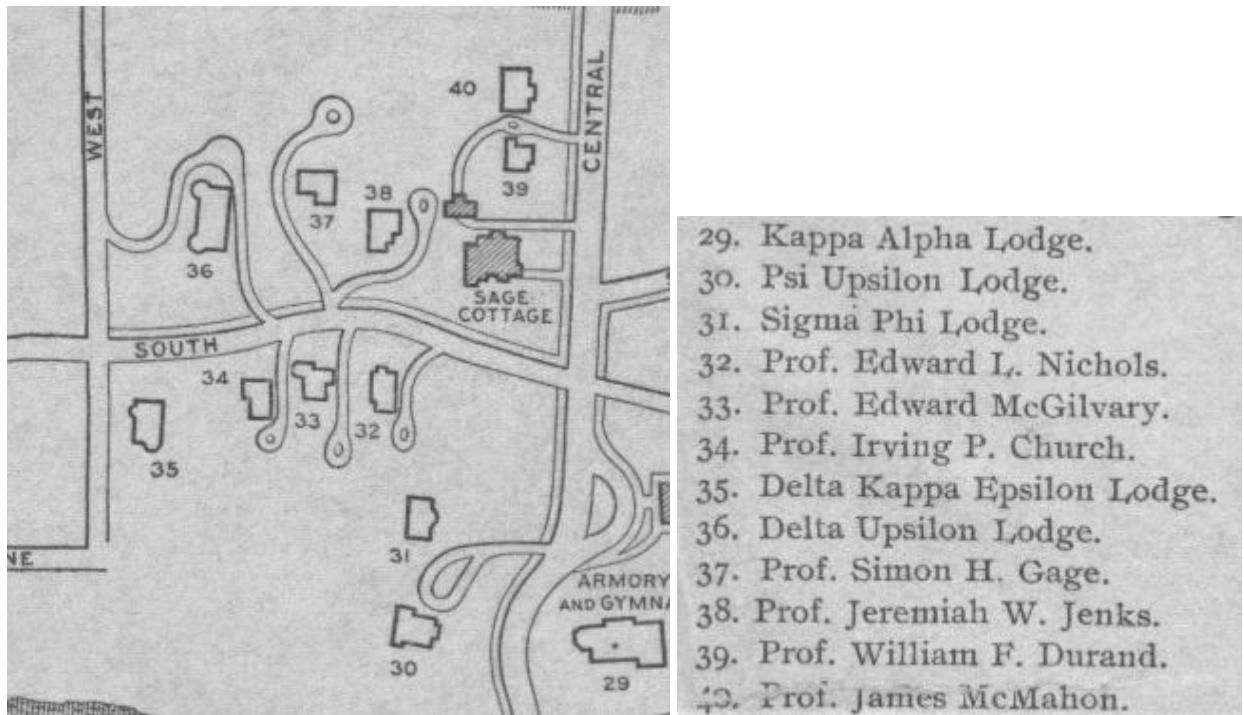 WEST
CENTRAL
40
39
38
37
36
SAGE
COTTAGE
SOUTH
34
33
32
35
31
NE
ARMORY
AND GYMNA
30
29
29. Kappa Alpha Lodge.
30. Psi Upsilon Lodge.
31. Sigma Phi Lodge.
32. Prof. Edward L. Nichols.
33. Prof. Edward McGilvary.
34. Prof. Irving P. Church.
35. Delta Kappa Epsilon Lodge.
36. Delta Upsilon Lodge.
37. Prof. Simon H. Gage.
38. Prof. Jeremiah W. Jenks.
39. Prof. William F. Durand.
40. Prof. James McMahon.